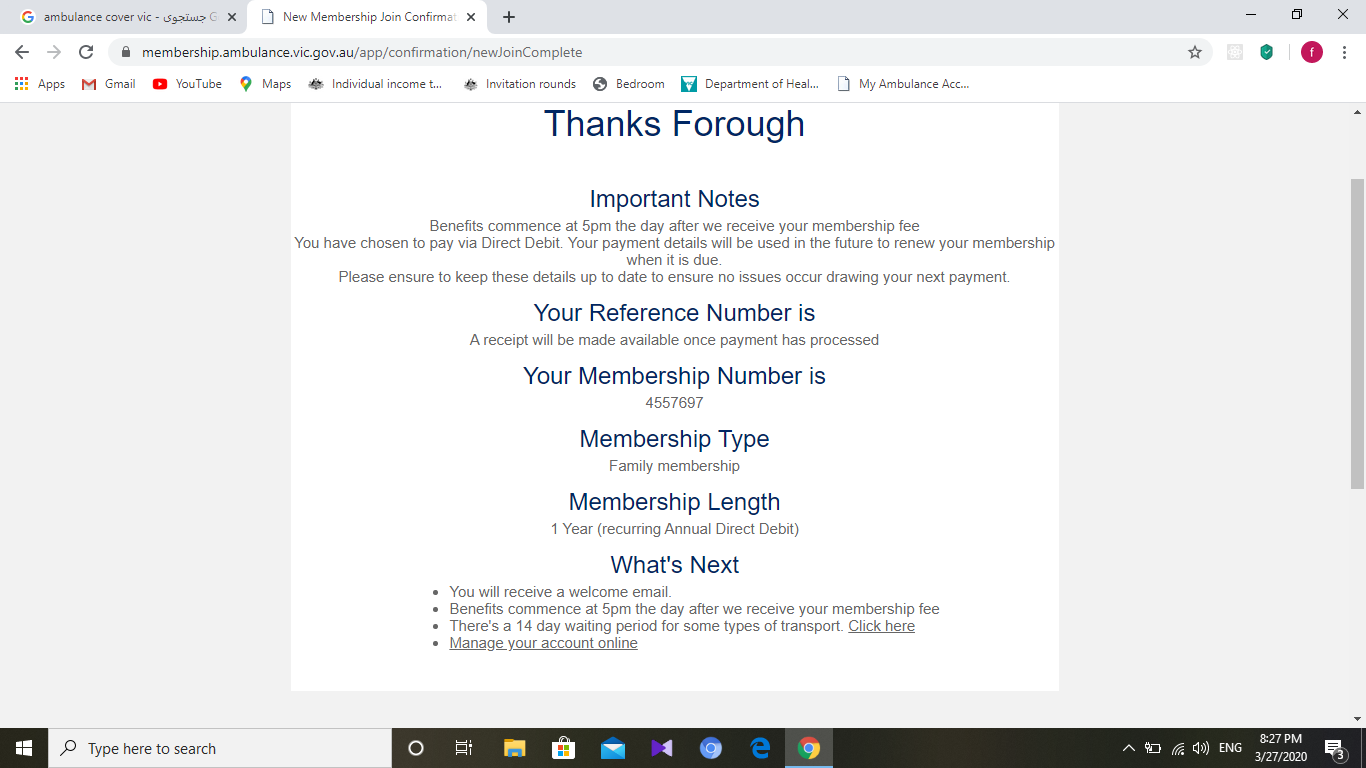 ambulance cover vic - جستجوی G
New Membership Join Confirmat
membership.ambulance.vic.gov.au/app/confirmation/newJoinComplete
f
Apps Gmail YouTube Maps Individual income t... Invitation rounds Bedroom Department of Heal... My Ambulance Acc...
Thanks Forough
Important Notes
Benefits commence at 5pm the day after we receive your membership fee
You have chosen to pay via Direct Debit. Your payment details will be used in the future to renew your membership
when it is due.
Please ensure to keep these details up to date to ensure no issues occur drawing your next payment.
Your Reference Number is
A receipt will be made available once payment has processed
Your Membership Number is
4557697
Membership Type
Family membership
Membership Length
1 Year (recurring Annual Direct Debit)
What's Next
You will receive a welcome email.
Benefits commence at 5pm the day after we receive your membership fee
There's a 14 day waiting period for some types of transport. Click here
Manage your account online
Type here to search
ENG
8:27 PM
3/27/2020
3